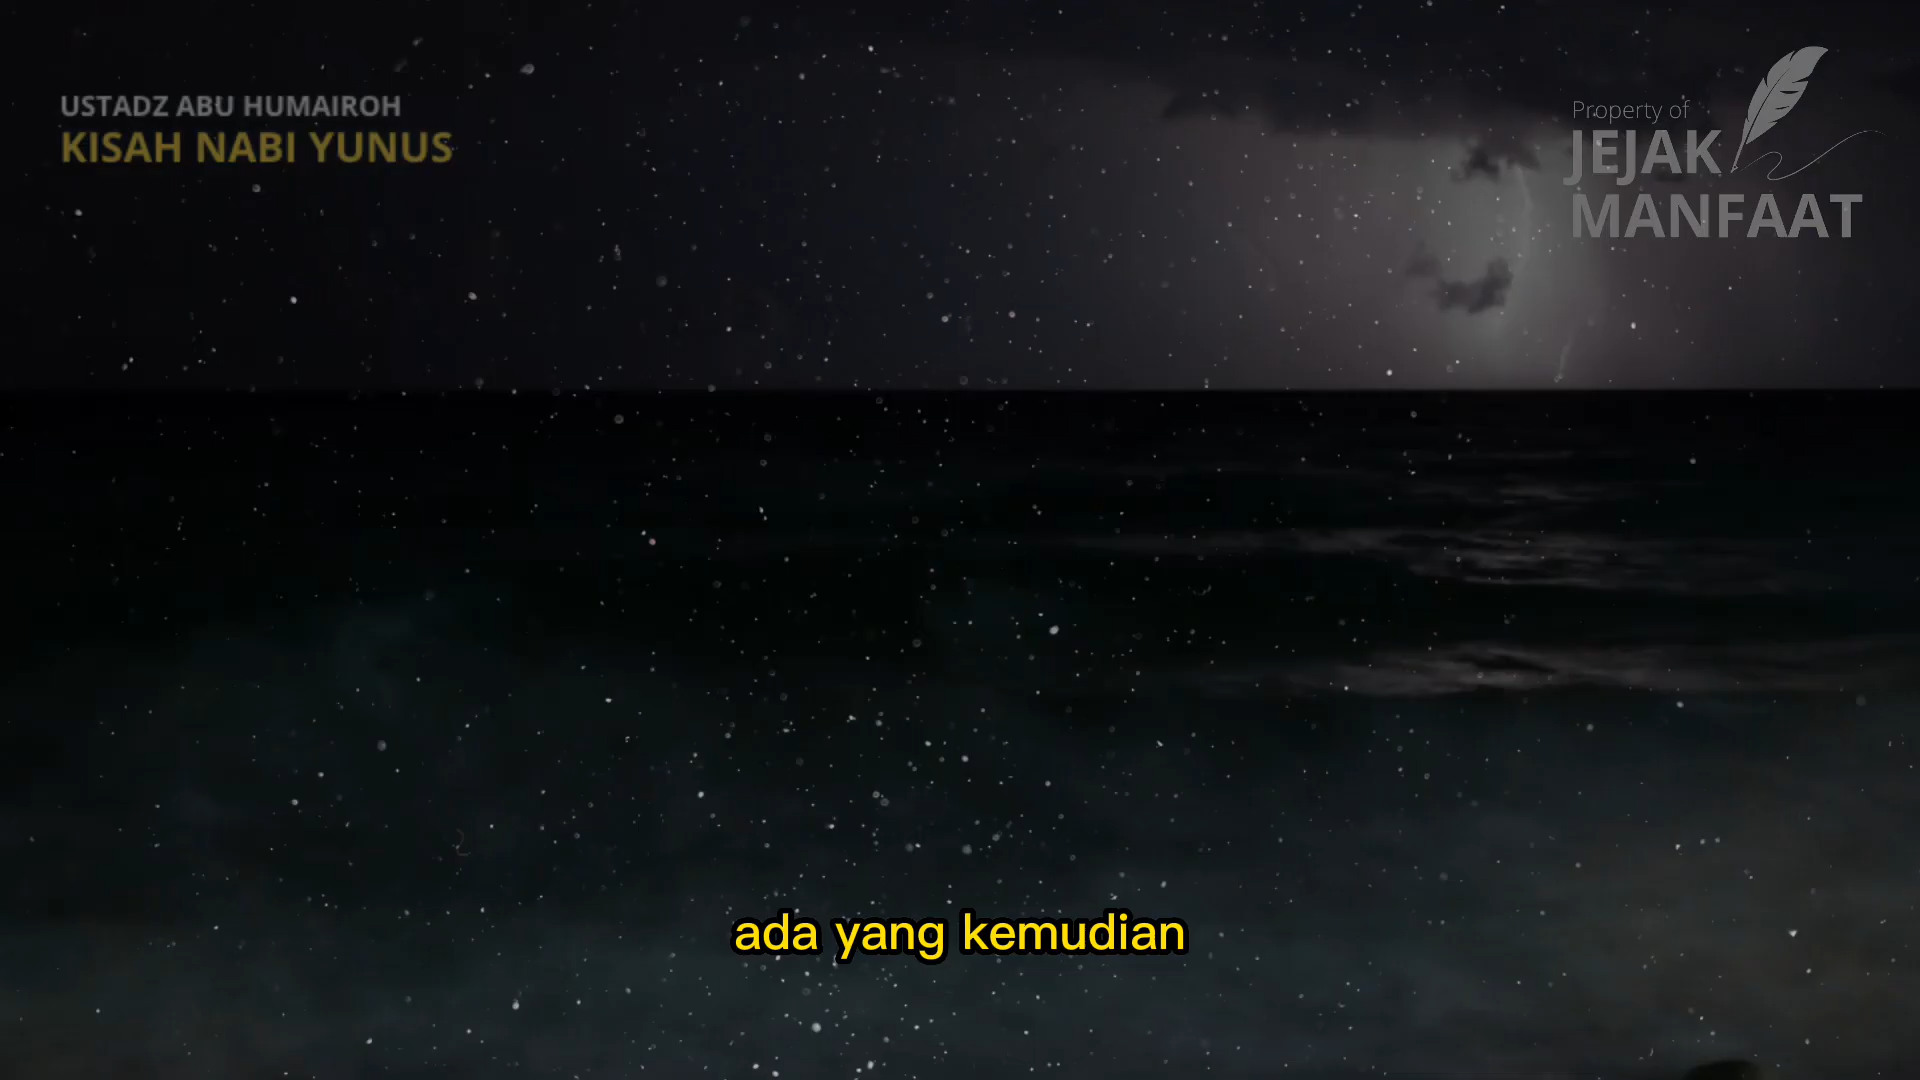 USTADZ ABU HUMAIROH
KISAH NABI YUNUS
Property of
JEJAK
MANFAAT
ada yang kemudian